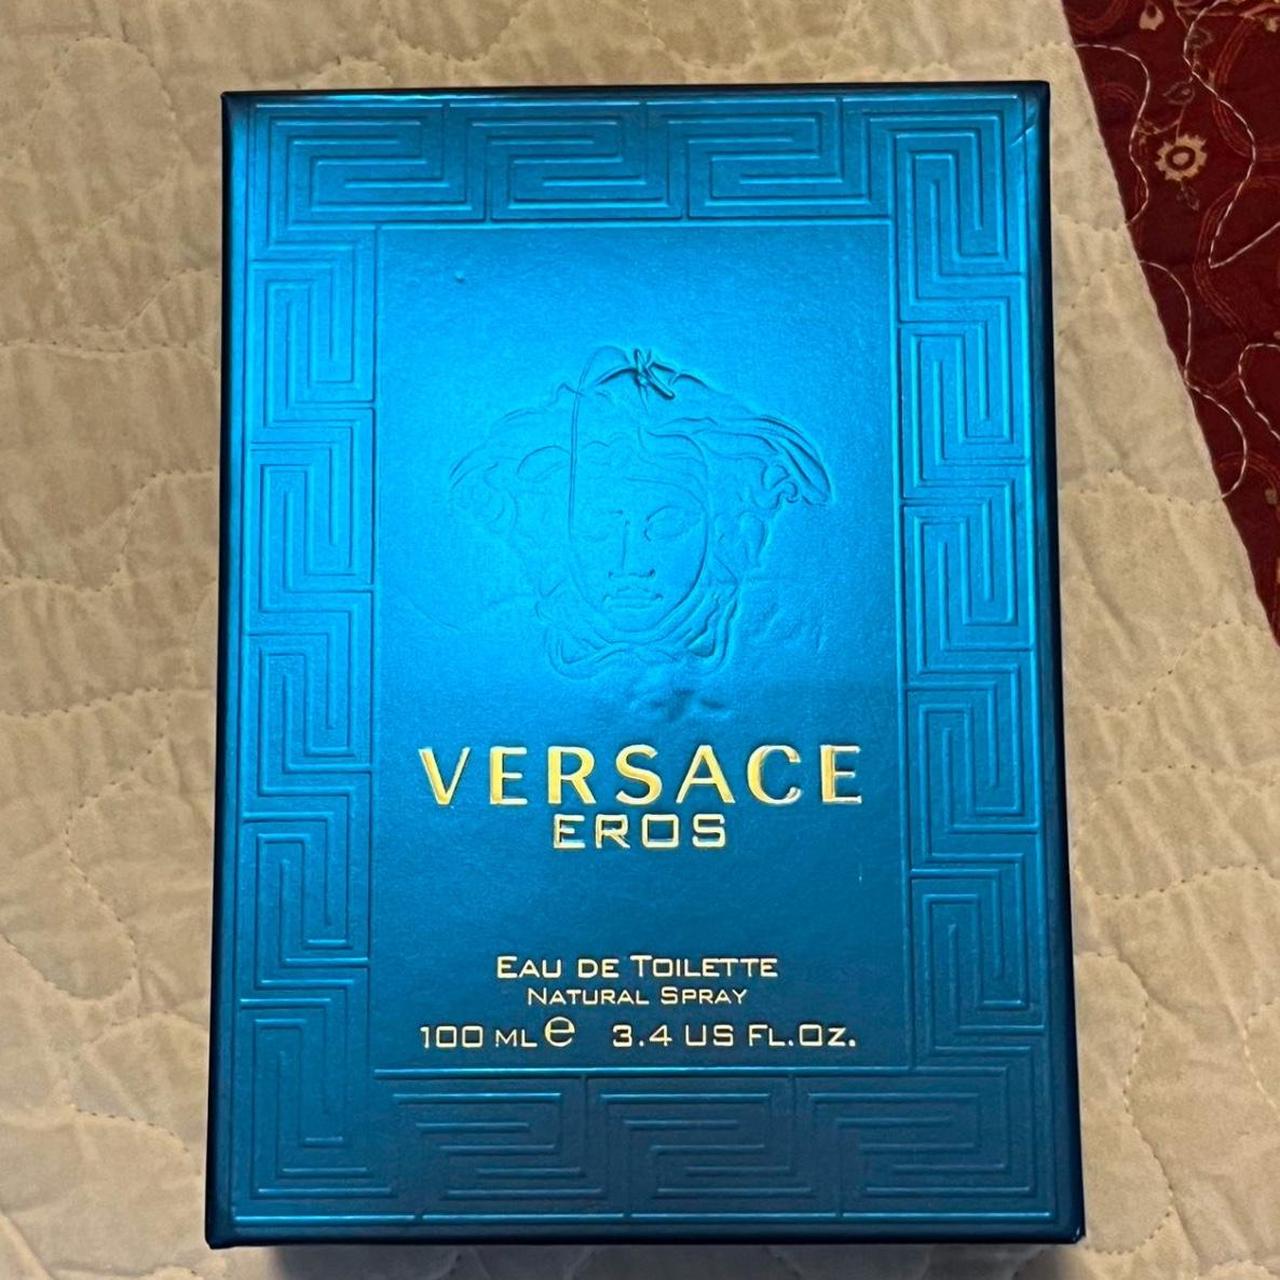 VERSACE
EROS
EAU DE TOILETTE
NATURAL SPRAY
100 ML e 3.4 US FL.OZ.